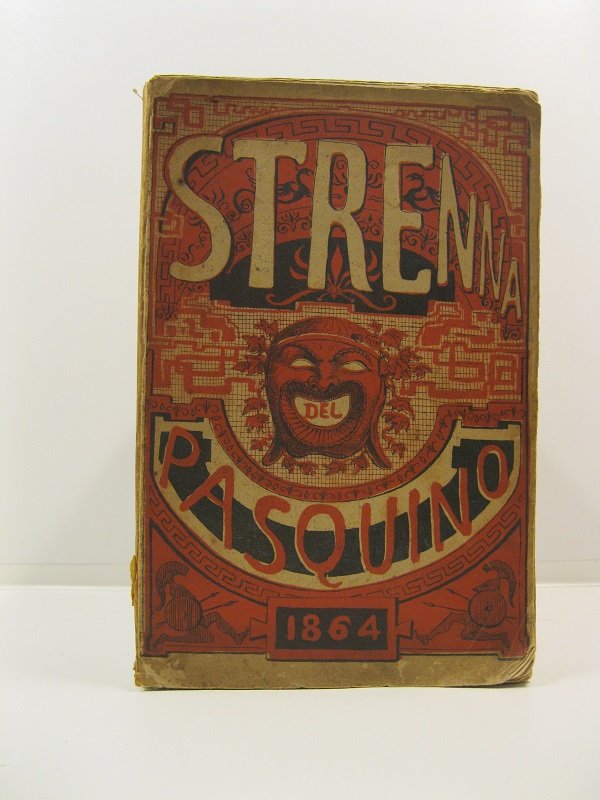 STRENNA
DEL
PASQUINO
1864